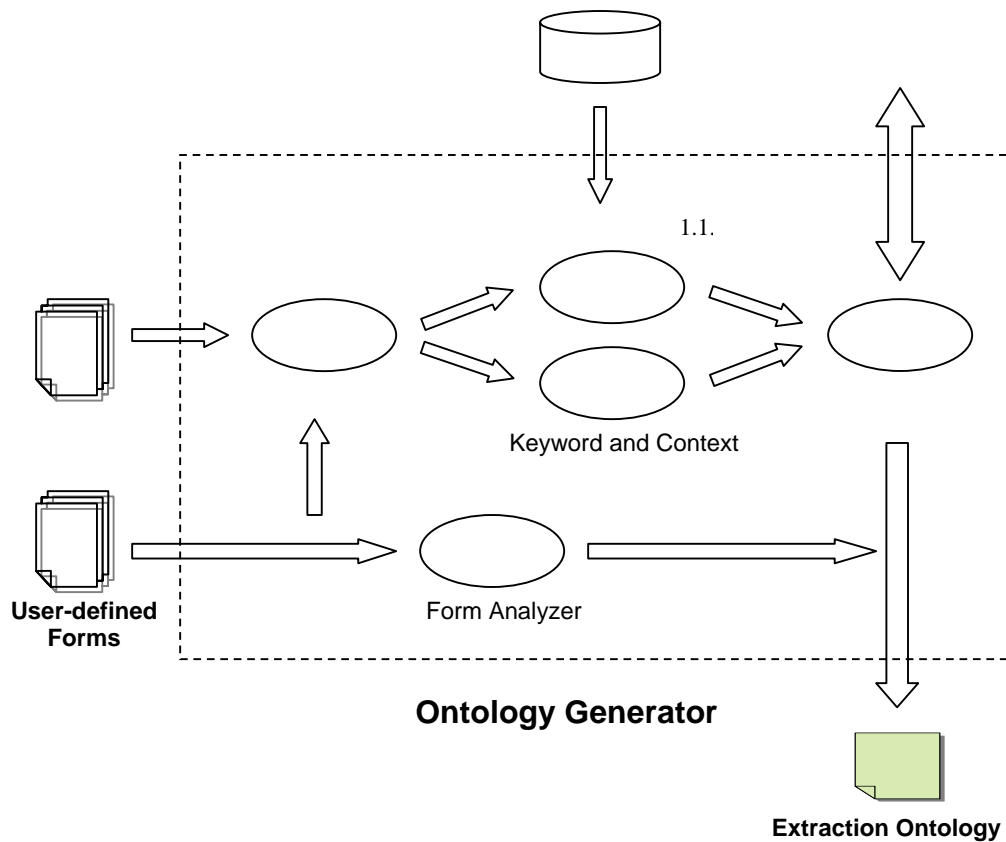 1.1.
Keyword and Context
User-defined
Forms
Form Analyzer
Ontology Generator
Extraction Ontology